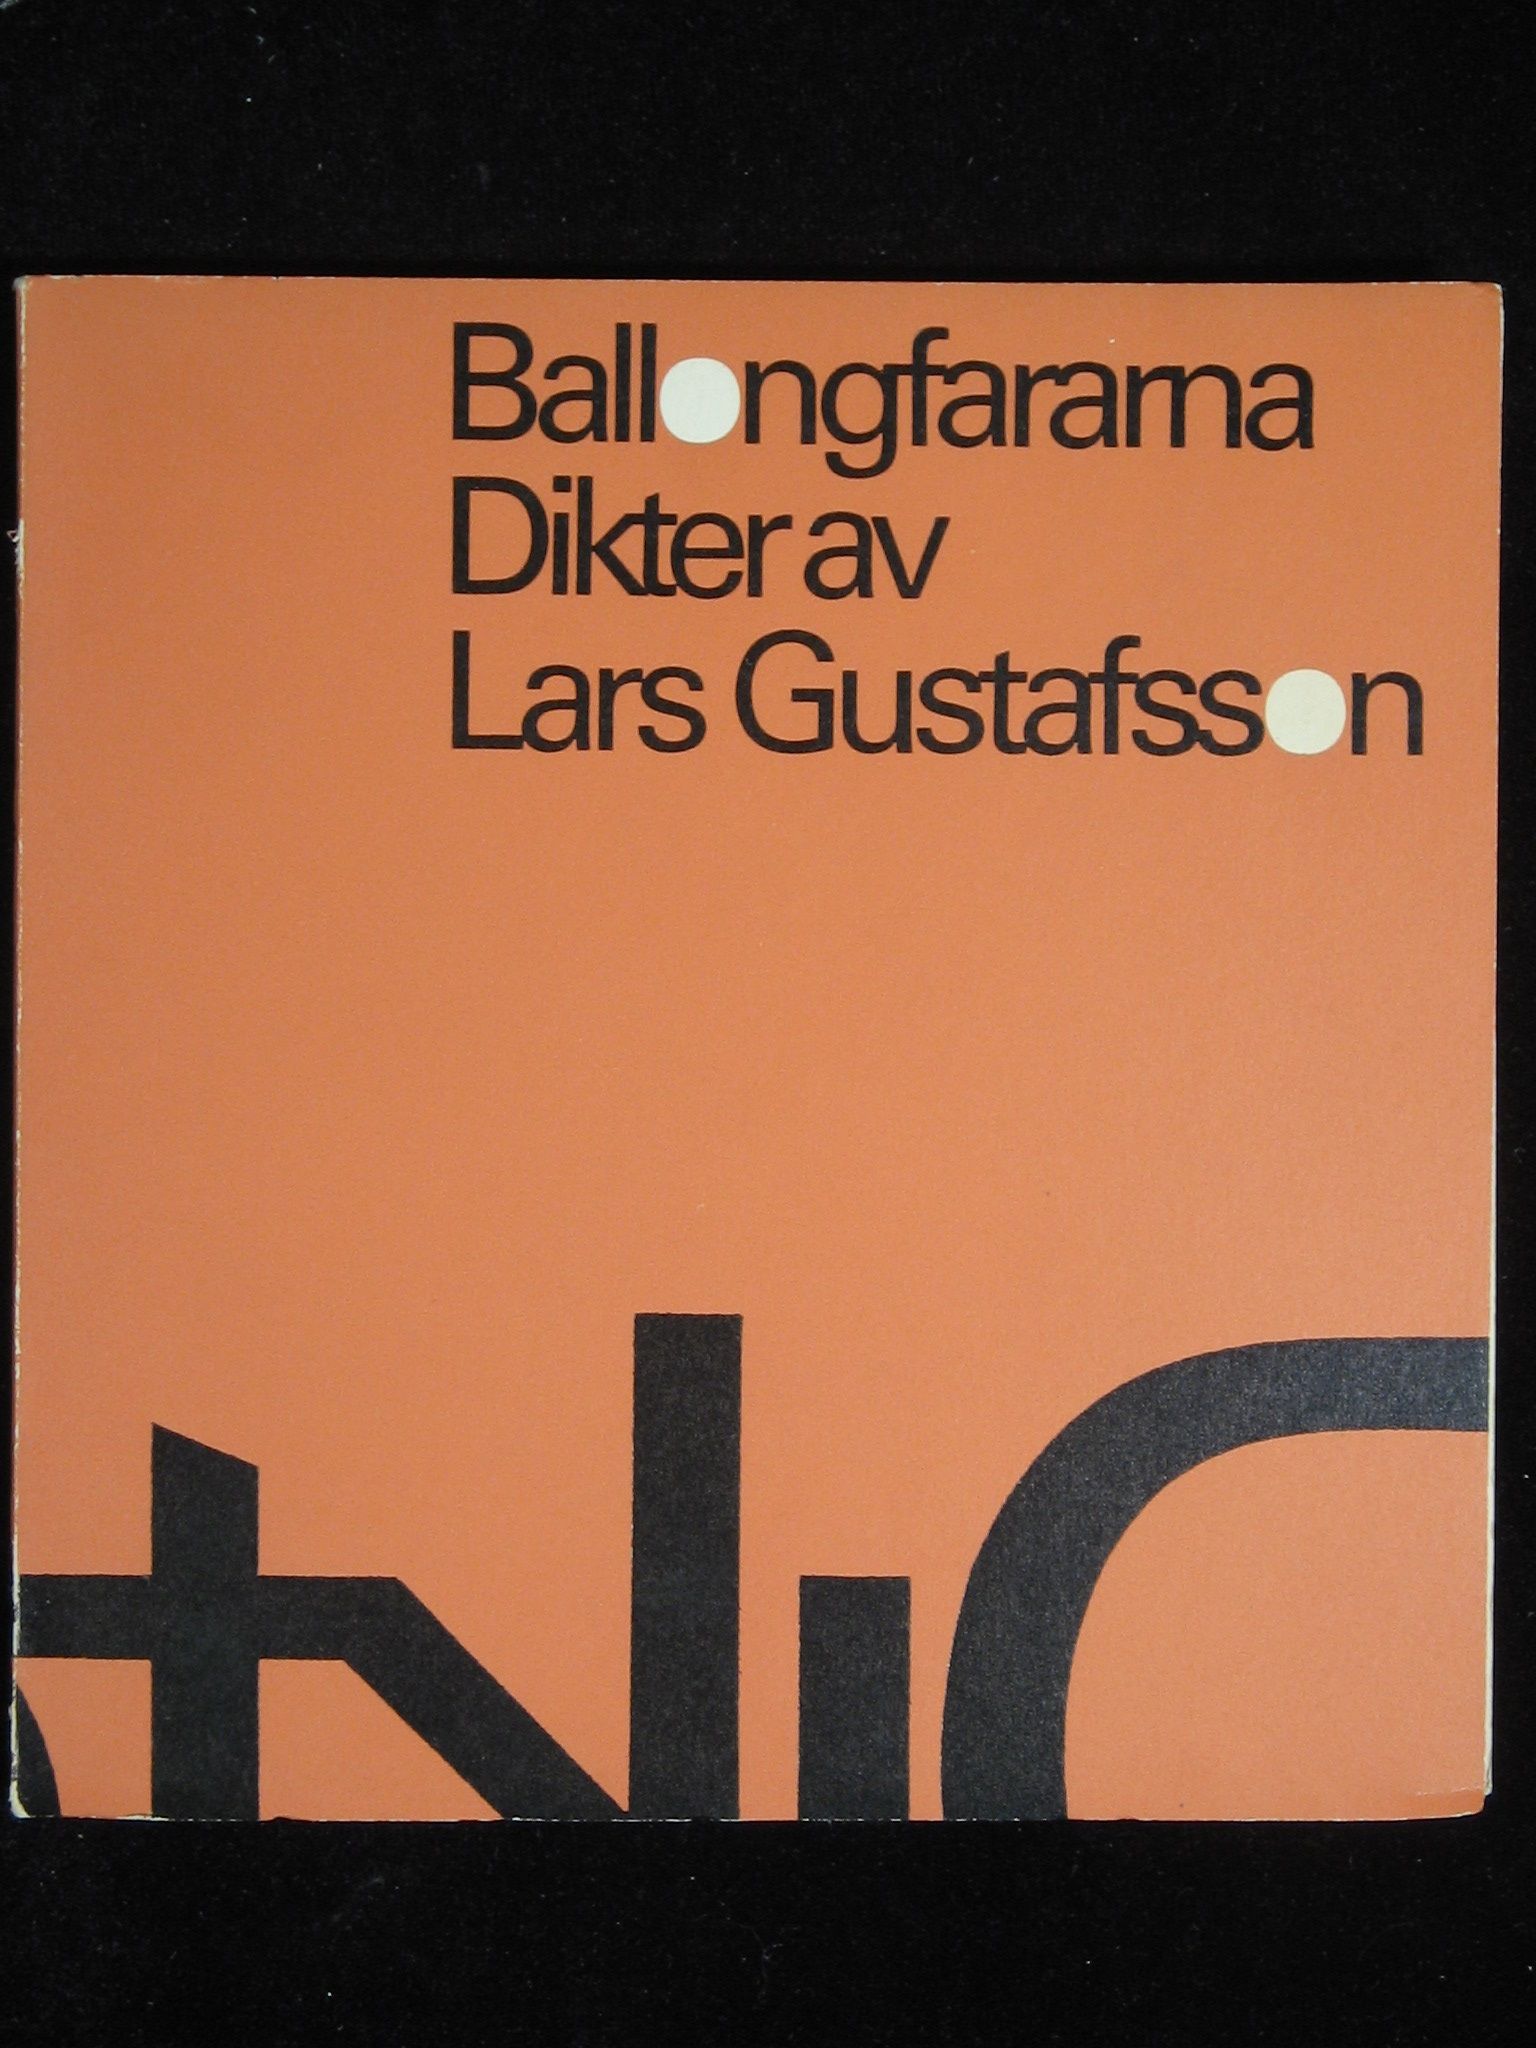 Ballongfararna
Dikter av
Lars Gustafsson